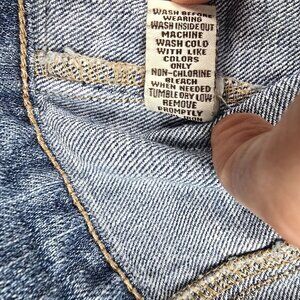 WASH BEFORE
WEARING
WASH INSIDE OUT
MACHINE
WASH COLD
WITH LIKE
COLORS
ONLY
NON-CHLORINE
BLEACH
WHEN NEEDED
TUMBLE DRY LOW
REMOVE
PROMPTLY